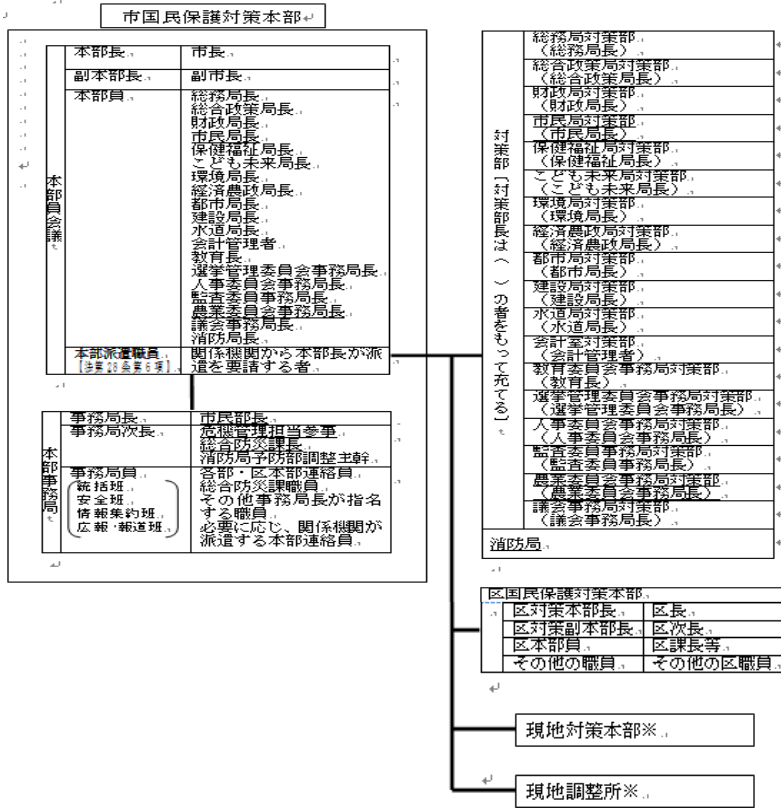 市国民保護対策本部
本部員会議
本部長 市長
副本部長 副市長
本部員 総務局長
総合政策局長
財政局長
市民局長
保健福祉局長
こども未来局長
環境局長
経済農政局長
都市局長
建設局長
水道局長
会計管理者
教育長
選挙管理委員会事務局長
人事委員会事務局長
監査委員事務局長
農業委員会事務局長
議会事務局長
消防局長
本部派遣職員 関係機関から本部長が派
【法第28条第6項】 遣を要請する者
本部事務局
事務局長 市民部長
事務局次長 危機管理担当参事
総合防災課長
消防局予防部調整主幹
事務局員 各部・区本部連絡員
統括班 総合防災課職員
安全班 その他事務局長が指名
情報集約班 する職員
広報・報道班 必要に応じ、関係機関が
派遣する本部連絡員
対策部〔対策部長は（　）の者をもって充てる〕
総務局対策部
（総務局長）
総合政策局対策部
（総合政策局長）
財政局対策部
（財政局長）
市民局対策部
（市民局長）
保健福祉局対策部
（保健福祉局長）
こども未来局対策部
（こども未来局長）
環境局対策部
（環境局長）
経済農政局対策部
（経済農政局長）
都市局対策部
（都市局長）
建設局対策部
（建設局長）
水道局対策部
（水道局長）
会計室対策部
（会計管理者）
教育委員会対策部
（教育長）
選挙管理委員会事務局対策部
（選挙管理委員会事務局長）
人事委員会事務局対策部
（人事委員会事務局長）
監査委員事務局対策部
（監査委員事務局長）
農業委員会事務局対策部
（農業委員会事務局長）
議会事務局対策部
（議会事務局長）
消防局
区国民保護対策本部
区対策本部長 区長
区対策副本部長 区次長
区本部員 区課長等
その他の職員 その他の区職員
現地対策本部※
現地調整所※